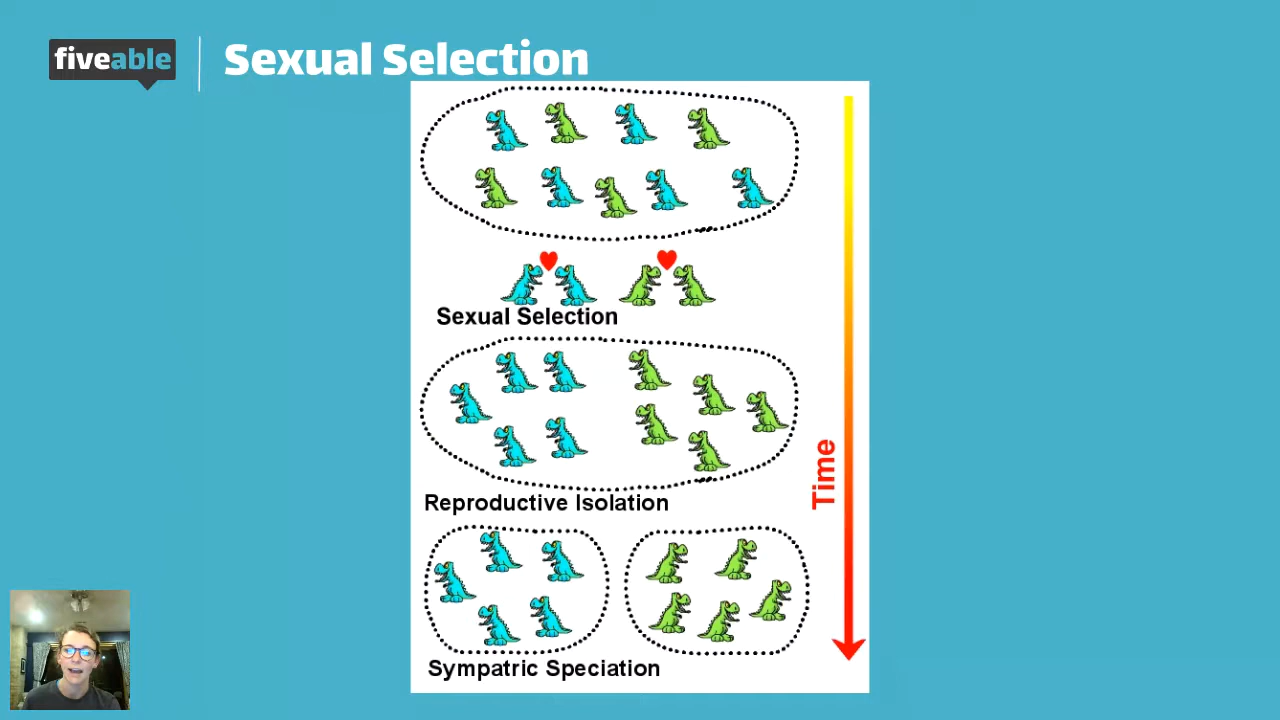 fiveable
Sexual Selection
Sexual Selection
Reproductive Isolation
Time
Sympatric Speciation